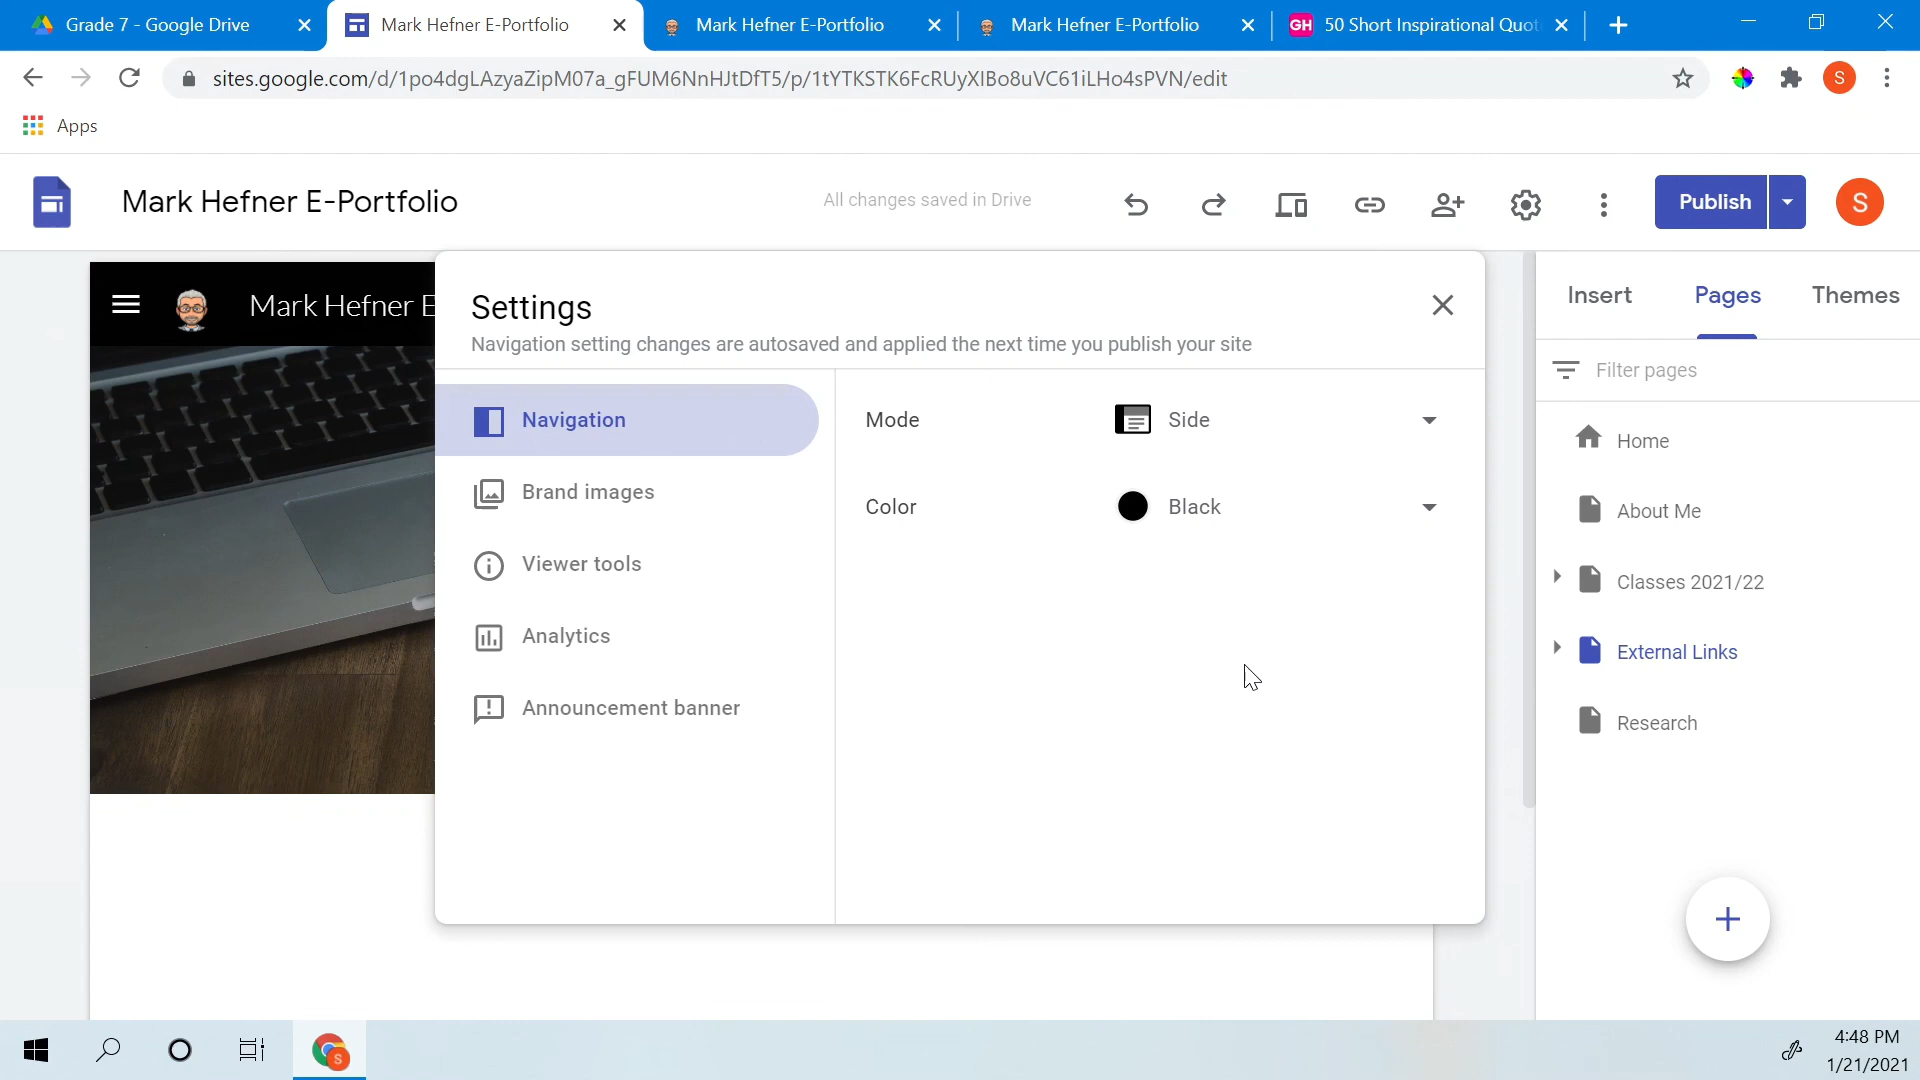 Grade 7 - Google Drive
Mark Hefner E-Portfolio
Mark Hefner E-Portfolio
Mark Hefner E-Portfolio
GH 50 Short Inspirational Quot
sites.google.com/d/1po4dgLAzyaZipM07a_gFUM6NnHJtDfT5/p/1tYTKSTK6FcRUyXIBo8uVC61iLHo4sPVN/edit
S
Apps
Mark Hefner E-Portfolio
All changes saved in Drive
Publish
S
Mark Hefner E
Settings
Navigation setting changes are autosaved and applied the next time you publish your site
Navigation
Brand images
Viewer tools
Analytics
Announcement banner
Mode
Side
Color
Black
Insert
Pages
Themes
Filter pages
Home
About Me
Classes 2021/22
External Links
Research
S
4:48 PM
1/21/2021